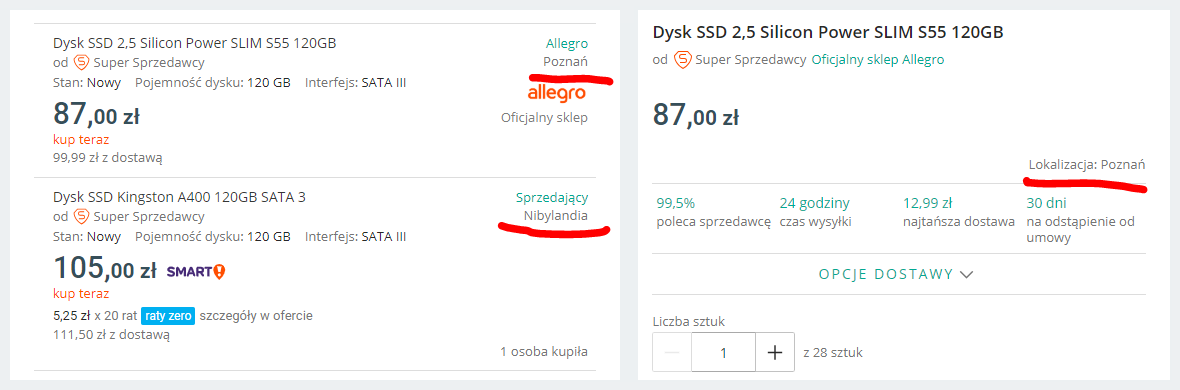 Dysk SSD 2,5 Silicon Power SLIM S55 120GB
od S Super Sprzedawcy
Stan: Nowy Pojemność dysku: 120 GB Interfejs: SATA III
87,00 zł
kup teraz
99,99 zł z dostawą
Allegro
Poznań
allegro
Oficjalny sklep
Dysk SSD Kingston A400 120GB SATA 3
od S Super Sprzedawcy
Stan: Nowy Pojemność dysku: 120 GB Interfejs: SATA III
105,00 zł SMART!
kup teraz
5,25 zł x 20 rat raty zero szczegóły w ofercie
111,50 zł z dostawą
Sprzedający
Nibylandia
1 osoba kupiła
Dysk SSD 2,5 Silicon Power SLIM S55 120GB
od S Super Sprzedawcy Oficjalny sklep Allegro
87,00 zł
Lokalizacja: Poznań
99,5%
poleca sprzedawcę
24 godziny
czas wysyłki
12,99 zł
najtańsza dostawa
30 dni
na odstąpienie od
umowy
OPCJE DOSTAWY
Liczba sztuk
− 1 + z 28 sztuk